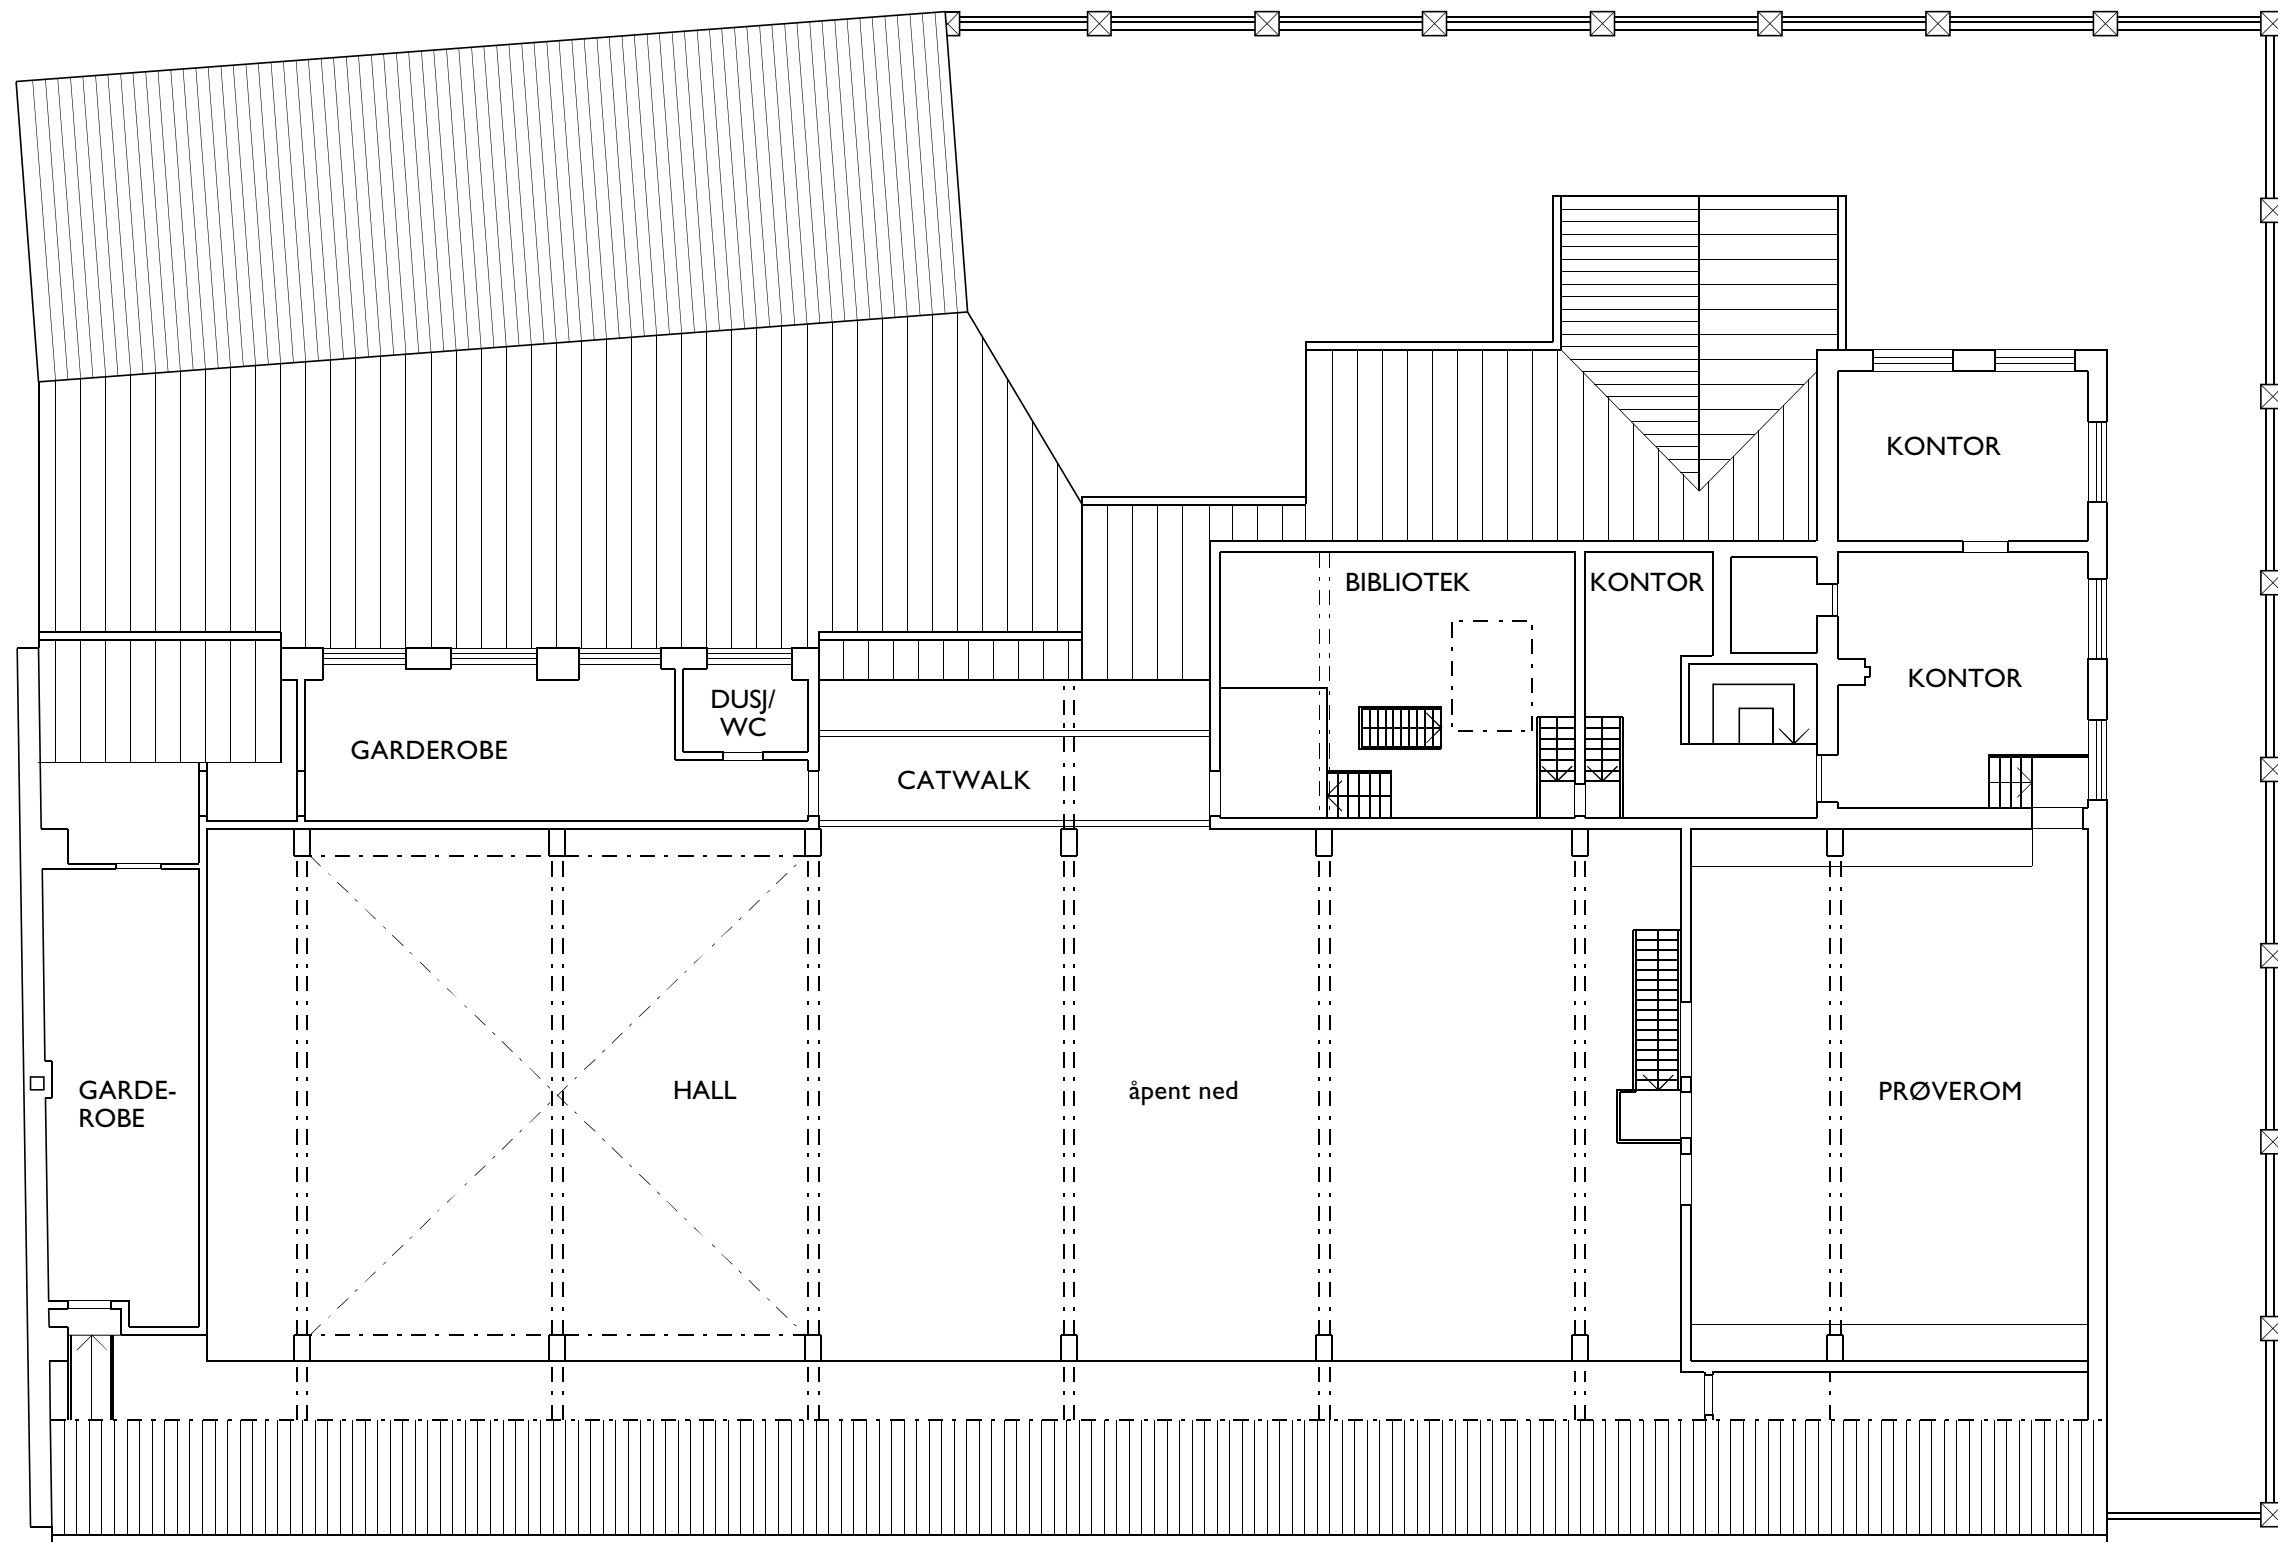 KONTOR
BIBLIOTEK
KONTOR
KONTOR
DUSJ/
WC
GARDEROBE
CATWALK
GARDE-
ROBE
HALL
åpent ned
PRØVEROM